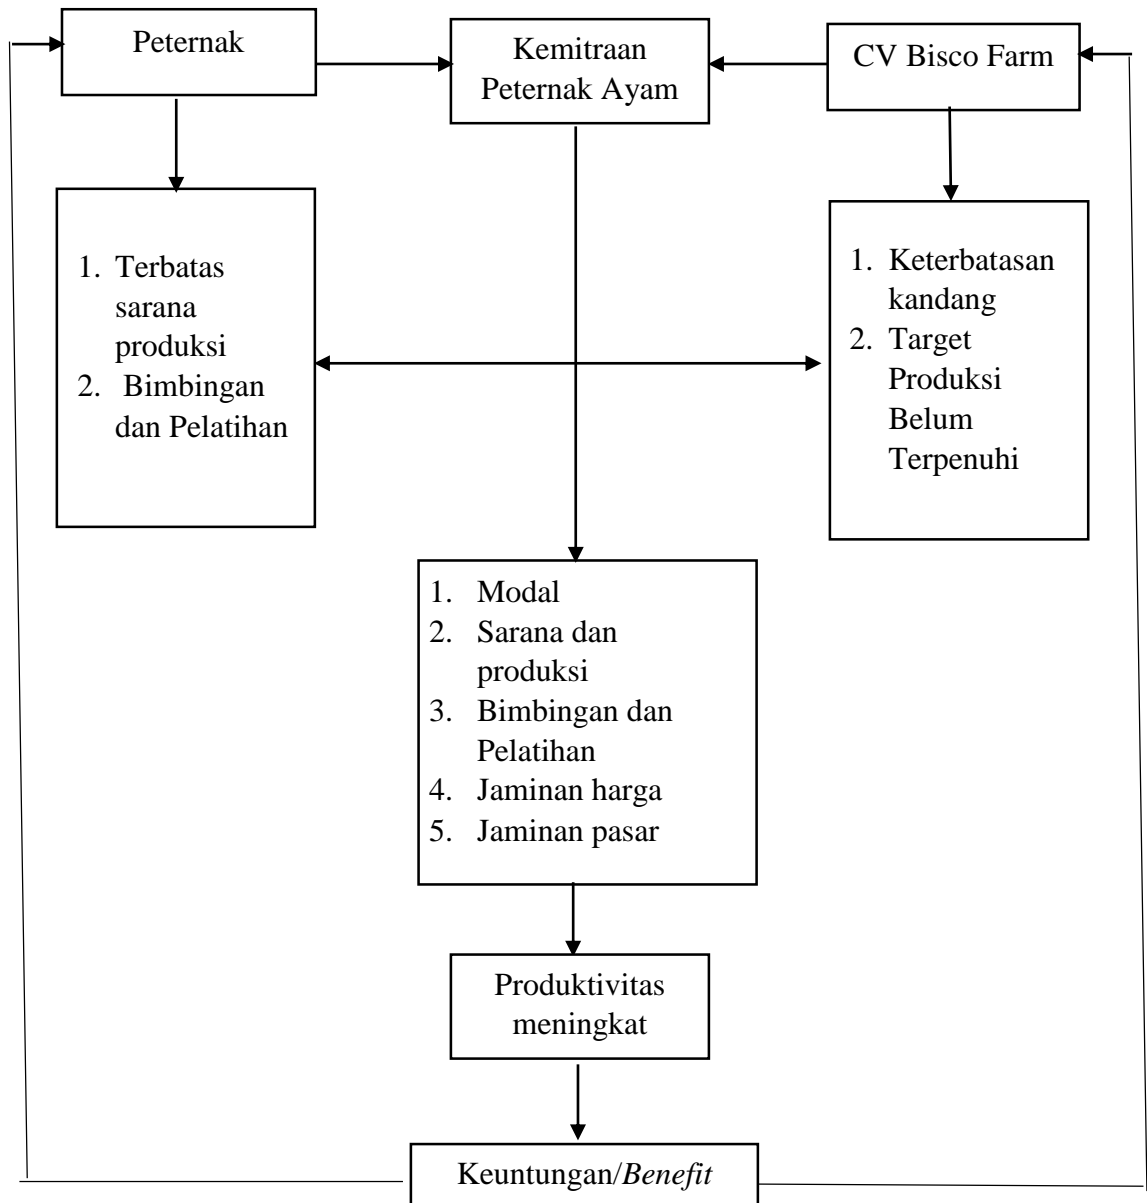 Peternak
Kemitraan
Peternak Ayam
CV Bisco Farm
1. Terbatas
sarana
produksi
2. Bimbingan
dan Pelatihan
1. Keterbatasan
kandang
2. Target
Produksi
Belum
Terpenuhi
1. Modal
2. Sarana dan
produksi
3. Bimbingan dan
Pelatihan
4. Jaminan harga
5. Jaminan pasar
Produktivitas
meningkat
Keuntungan/Benefit